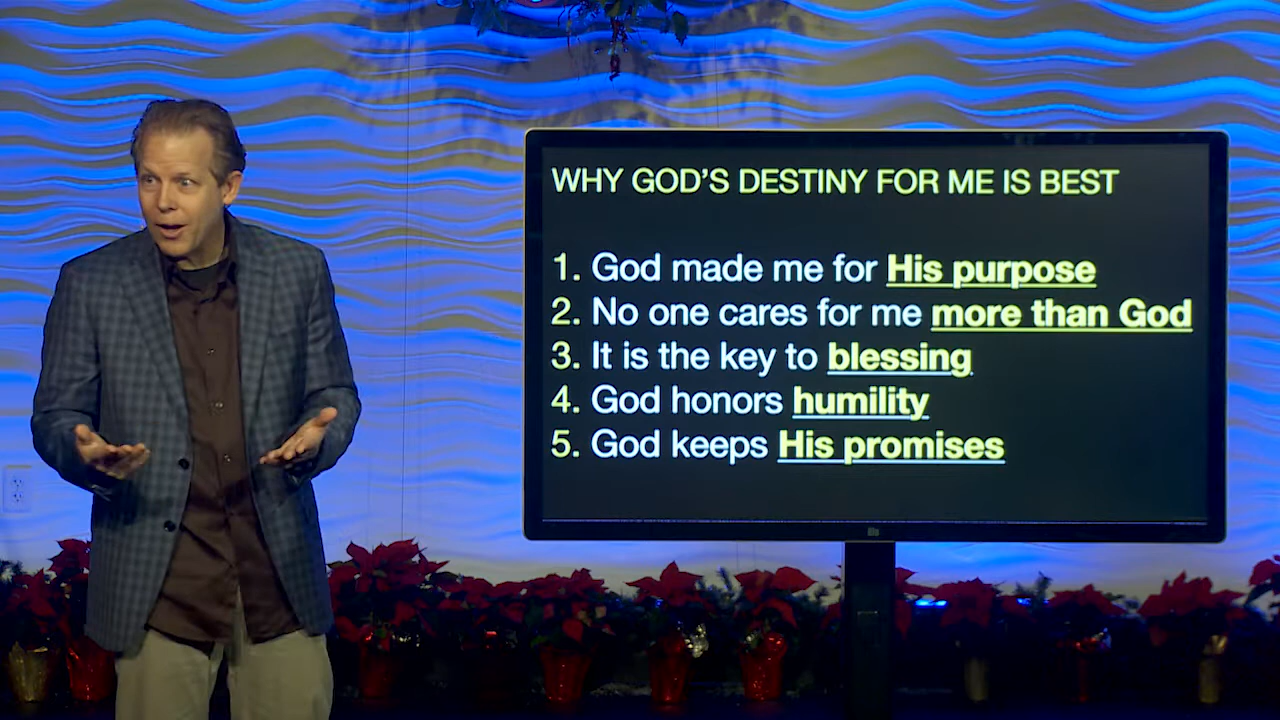 WHY GOD'S DESTINY FOR ME IS BEST
1. God made me for His purpose
2. No one cares for me more than God
3. It is the key to blessing
4. God honors humility
5. God keeps His promises